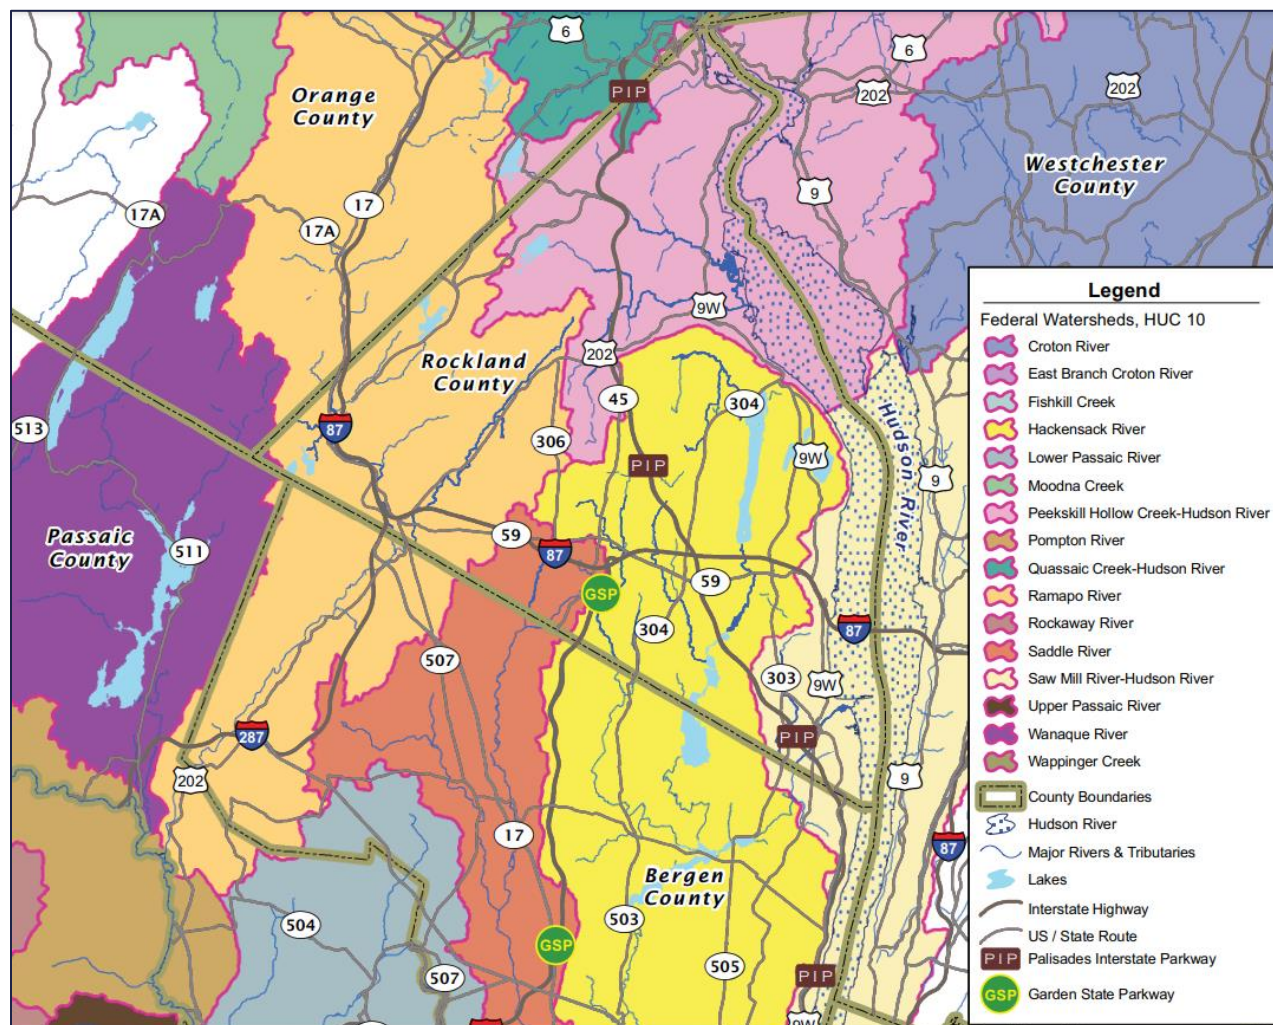 6
6
PIP
202
202
Orange
County
Westchester
County
17A
17
17A
9
9W
Legend
Federal Watersheds, HUC 10
Croton River
East Branch Croton River
Fishkill Creek
Hackensack River
Lower Passaic River
Moodna Creek
Peekskill Hollow Creek-Hudson River
Pompton River
Quassaic Creek-Hudson River
Ramapo River
Rockaway River
Saddle River
Saw Mill River-Hudson River
Upper Passaic River
Wanaque River
Wappinger Creek
County Boundaries
Hudson River
Major Rivers & Tributaries
Lakes
Interstate Highway
US / State Route
PIP Palisades Interstate Parkway
GSP Garden State Parkway
Rockland
County
202
45
304
Hudson River
513
87
306
PIP
9W
9
Passaic
County
511
59
87
59
GSP
304
87
507
303
9W
287
PIP
202
9
17
87
Bergen
County
504
503
GSP
505
507
PIP
9W